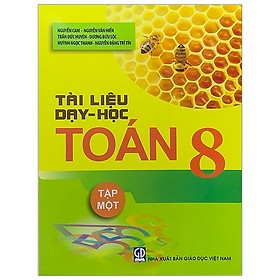 NGUYỄN CAM - NGUYỄN VĂN HIỂN
TRẦN ĐỨC HUYÊN - DƯƠNG BỬU LỘC
HUỲNH NGỌC THANH - NGUYỄN ĐẶNG TRÍ TÍN
TÀI LIỆU
DẠY-HỌC
TOÁN 8
TẬP
MỘT
GD
NHÀ XUẤT BẢN GIÁO DỤC VIỆT NAM